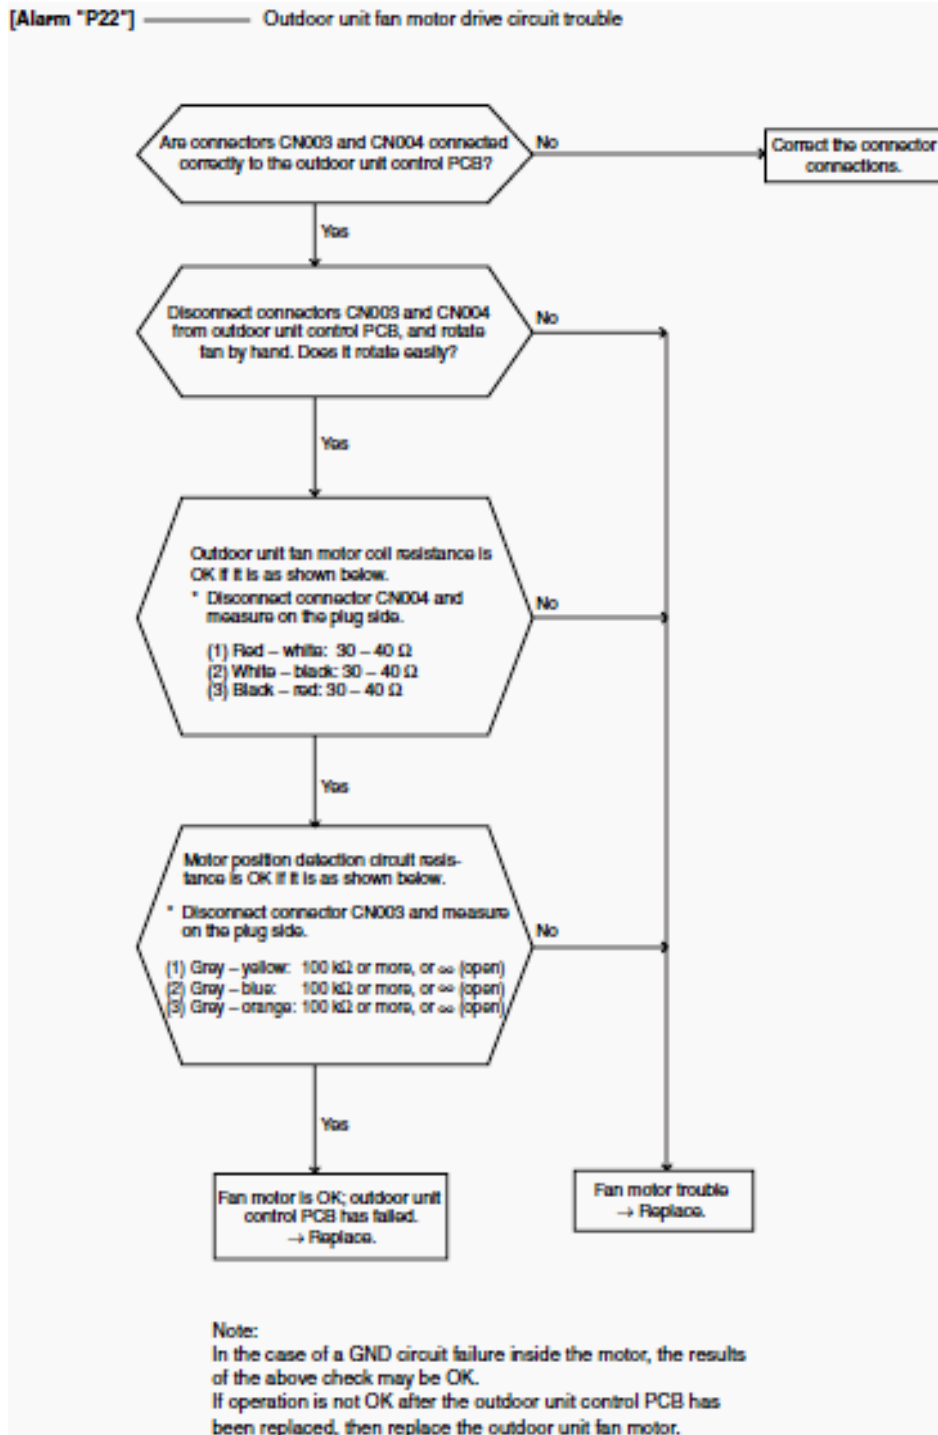 [Alarm "P22"] Outdoor unit fan motor drive circuit trouble
Are connectors CN003 and CN004 connected
correctly to the outdoor unit control PCB?
No
Correct the connector
connections.
Yes
Disconnect connectors CN003 and CN004
from outdoor unit control PCB, and rotate
fan by hand. Does it rotate easily?
No
Yes
Outdoor unit fan motor coil resistance is
OK if it is as shown below.
* Disconnect connector CN004 and
measure on the plug side.
(1) Red – white: 30 – 40 Ω
(2) White – black: 30 – 40 Ω
(3) Black – red: 30 – 40 Ω
No
Yes
Motor position detection circuit resis-
tance is OK if it is as shown below.
* Disconnect connector CN003 and measure
on the plug side.
(1) Grey – yellow: 100 kΩ or more, or ∞ (open)
(2) Grey – blue: 100 kΩ or more, or ∞ (open)
(3) Grey – orange: 100 kΩ or more, or ∞ (open)
No
Yes
Fan motor is OK; outdoor unit
control PCB has failed.
→ Replace.
Fan motor trouble
→ Replace.
Note:
In the case of a GND circuit failure inside the motor, the results
of the above check may be OK.
If operation is not OK after the outdoor unit control PCB has
been replaced, then replace the outdoor unit fan motor.